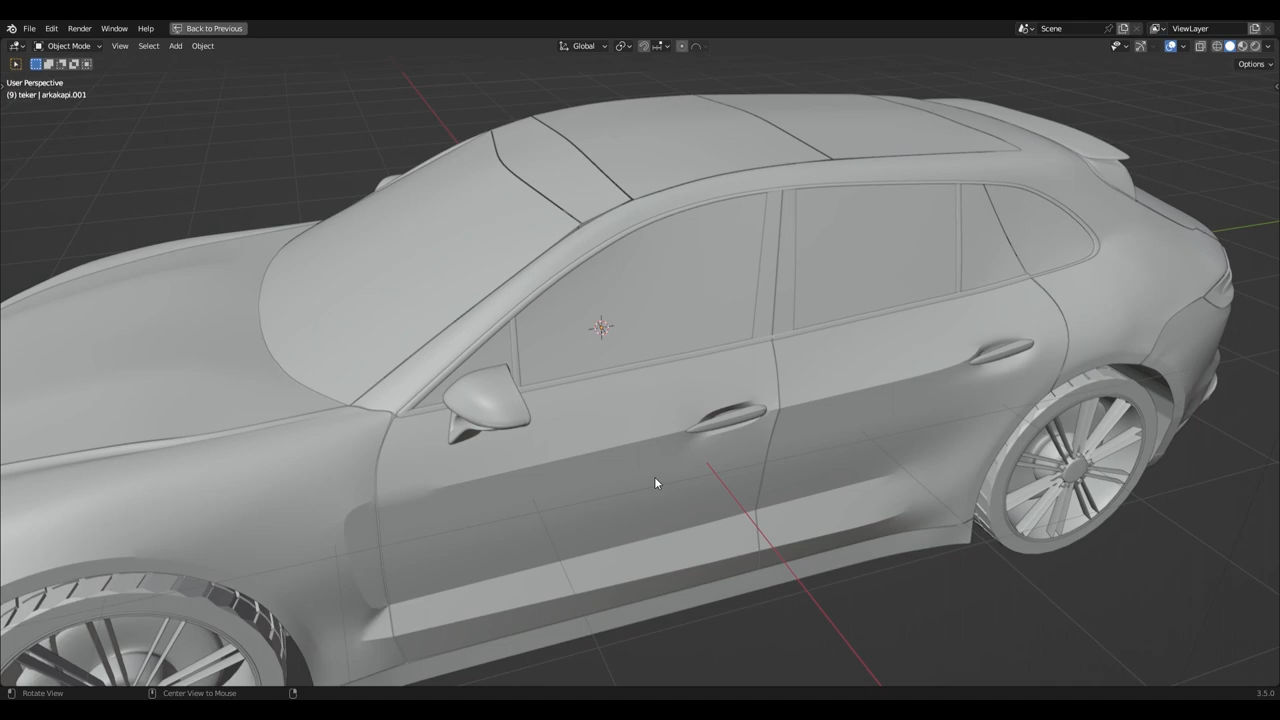 File Edit Render Window Help Back to Previous Scene ViewLayer
Object Mode View Select Add Object Global Options
User Perspective
(9) teker | arkakapi.001
Rotate View Center View to Mouse 3.5.0